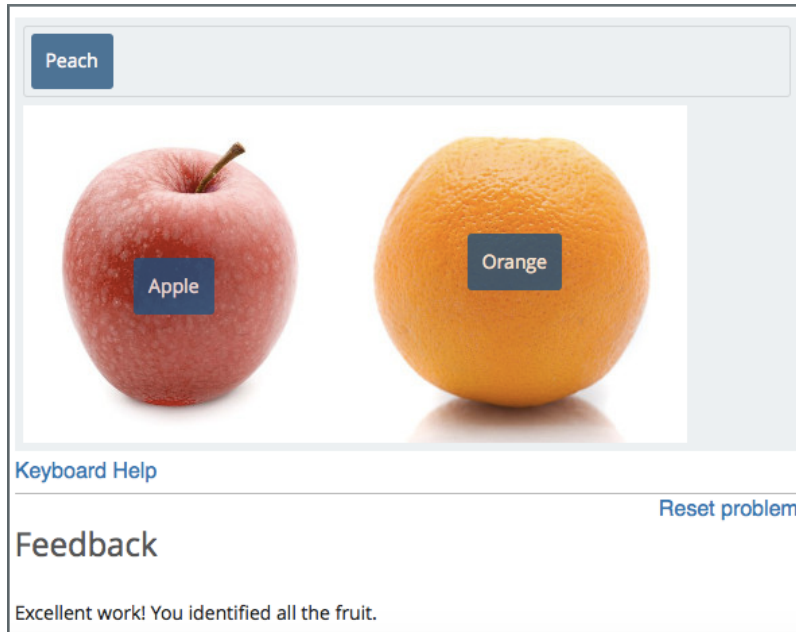 Peach
Apple
Orange
Keyboard Help
Reset problem
Feedback
Excellent work! You identified all the fruit.